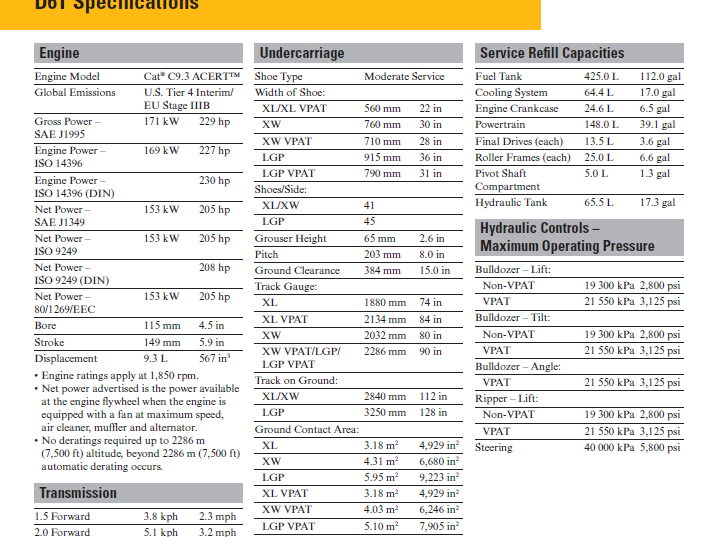 D6T Specifications
Engine
Engine Model Cat® C9.3 ACERT™
Global Emissions U.S. Tier 4 Interim/
EU Stage IIIB
Gross Power – 171 kW 229 hp
SAE J1995
Engine Power – 169 kW 227 hp
ISO 14396
Engine Power – 230 hp
ISO 14396 (DIN)
Net Power – 153 kW 205 hp
SAE J1349
Net Power – 153 kW 205 hp
ISO 9249
Net Power – 208 hp
ISO 9249 (DIN)
Net Power – 153 kW 205 hp
80/1269/EEC
Bore 115 mm 4.5 in
Stroke 149 mm 5.9 in
Displacement 9.3 L 567 in³
• Engine ratings apply at 1,850 rpm.
• Net power advertised is the power available
at the engine flywheel when the engine is
equipped with a fan at maximum speed,
air cleaner, muffler and alternator.
• No deratings required up to 2286 m
(7,500 ft) altitude, beyond 2286 m (7,500 ft)
automatic derating occurs.
Transmission
1.5 Forward 3.8 kph 2.3 mph
2.0 Forward 5.1 kph 3.2 mph
Undercarriage
Shoe Type Moderate Service
Width of Shoe:
XL/XL VPAT 560 mm 22 in
XW 760 mm 30 in
XW VPAT 710 mm 28 in
LGP 915 mm 36 in
LGP VPAT 790 mm 31 in
Shoes/Side:
XL/XW 41
LGP 45
Grouser Height 65 mm 2.6 in
Pitch 203 mm 8.0 in
Ground Clearance 384 mm 15.0 in
Track Gauge:
XL 1880 mm 74 in
XL VPAT 2134 mm 84 in
XW 2032 mm 80 in
XW VPAT/LGP/ 2286 mm 90 in
LGP VPAT
Track on Ground:
XL/XW 2840 mm 112 in
LGP 3250 mm 128 in
Ground Contact Area:
XL 3.18 m² 4,929 in²
XW 4.31 m² 6,680 in²
LGP 5.95 m² 9,223 in²
XL VPAT 3.18 m² 4,929 in²
XW VPAT 4.03 m² 6,246 in²
LGP VPAT 5.10 m² 7,905 in²
Service Refill Capacities
Fuel Tank 425.0 L 112.0 gal
Cooling System 64.4 L 17.0 gal
Engine Crankcase 24.6 L 6.5 gal
Powertrain 148.0 L 39.1 gal
Final Drives (each) 13.5 L 3.6 gal
Roller Frames (each) 25.0 L 6.6 gal
Pivot Shaft 5.0 L 1.3 gal
Compartment
Hydraulic Tank 65.5 L 17.3 gal
Hydraulic Controls –
Maximum Operating Pressure
Bulldozer – Lift:
Non-VPAT 19 300 kPa 2,800 psi
VPAT 21 550 kPa 3,125 psi
Bulldozer – Tilt:
Non-VPAT 19 300 kPa 2,800 psi
VPAT 21 550 kPa 3,125 psi
Bulldozer – Angle:
VPAT 21 550 kPa 3,125 psi
Ripper – Lift:
Non-VPAT 19 300 kPa 2,800 psi
VPAT 21 550 kPa 3,125 psi
Steering 40 000 kPa 5,800 psi